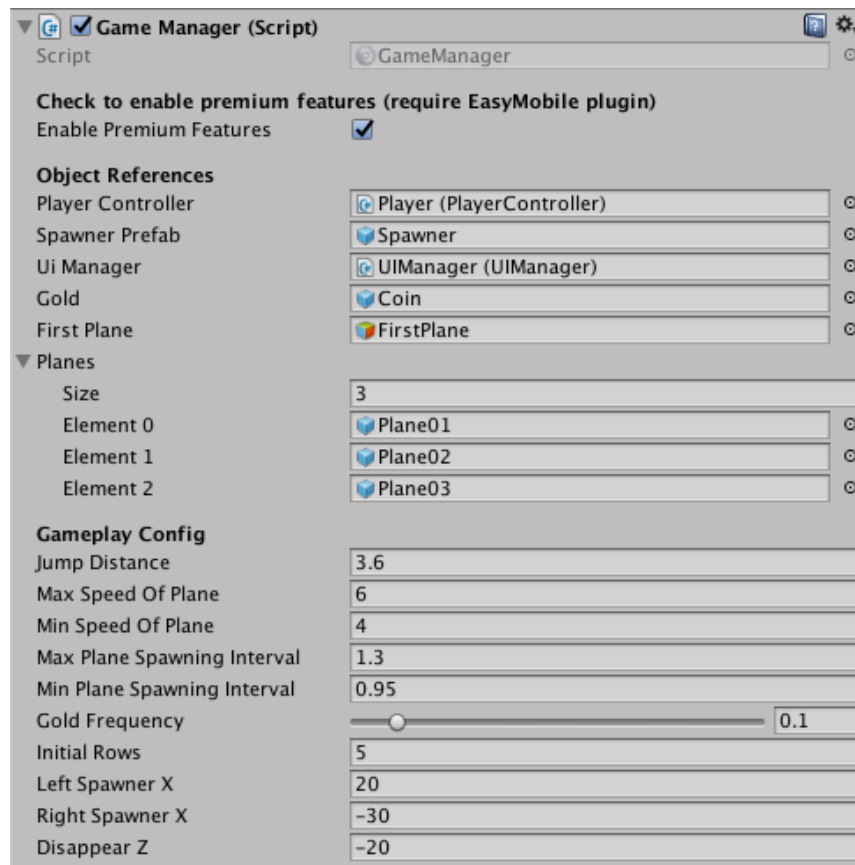 Game Manager (Script)
Script GameManager
Check to enable premium features (require EasyMobile plugin)
Enable Premium Features
Object References
Player Controller Player (PlayerController)
Spawner Prefab Spawner
Ui Manager UIManager (UIManager)
Gold Coin
First Plane FirstPlane
Planes
Size 3
Element 0 Plane01
Element 1 Plane02
Element 2 Plane03
Gameplay Config
Jump Distance 3.6
Max Speed Of Plane 6
Min Speed Of Plane 4
Max Plane Spawning Interval 1.3
Min Plane Spawning Interval 0.95
Gold Frequency 0.1
Initial Rows 5
Left Spawner X 20
Right Spawner X -30
Disappear Z -20